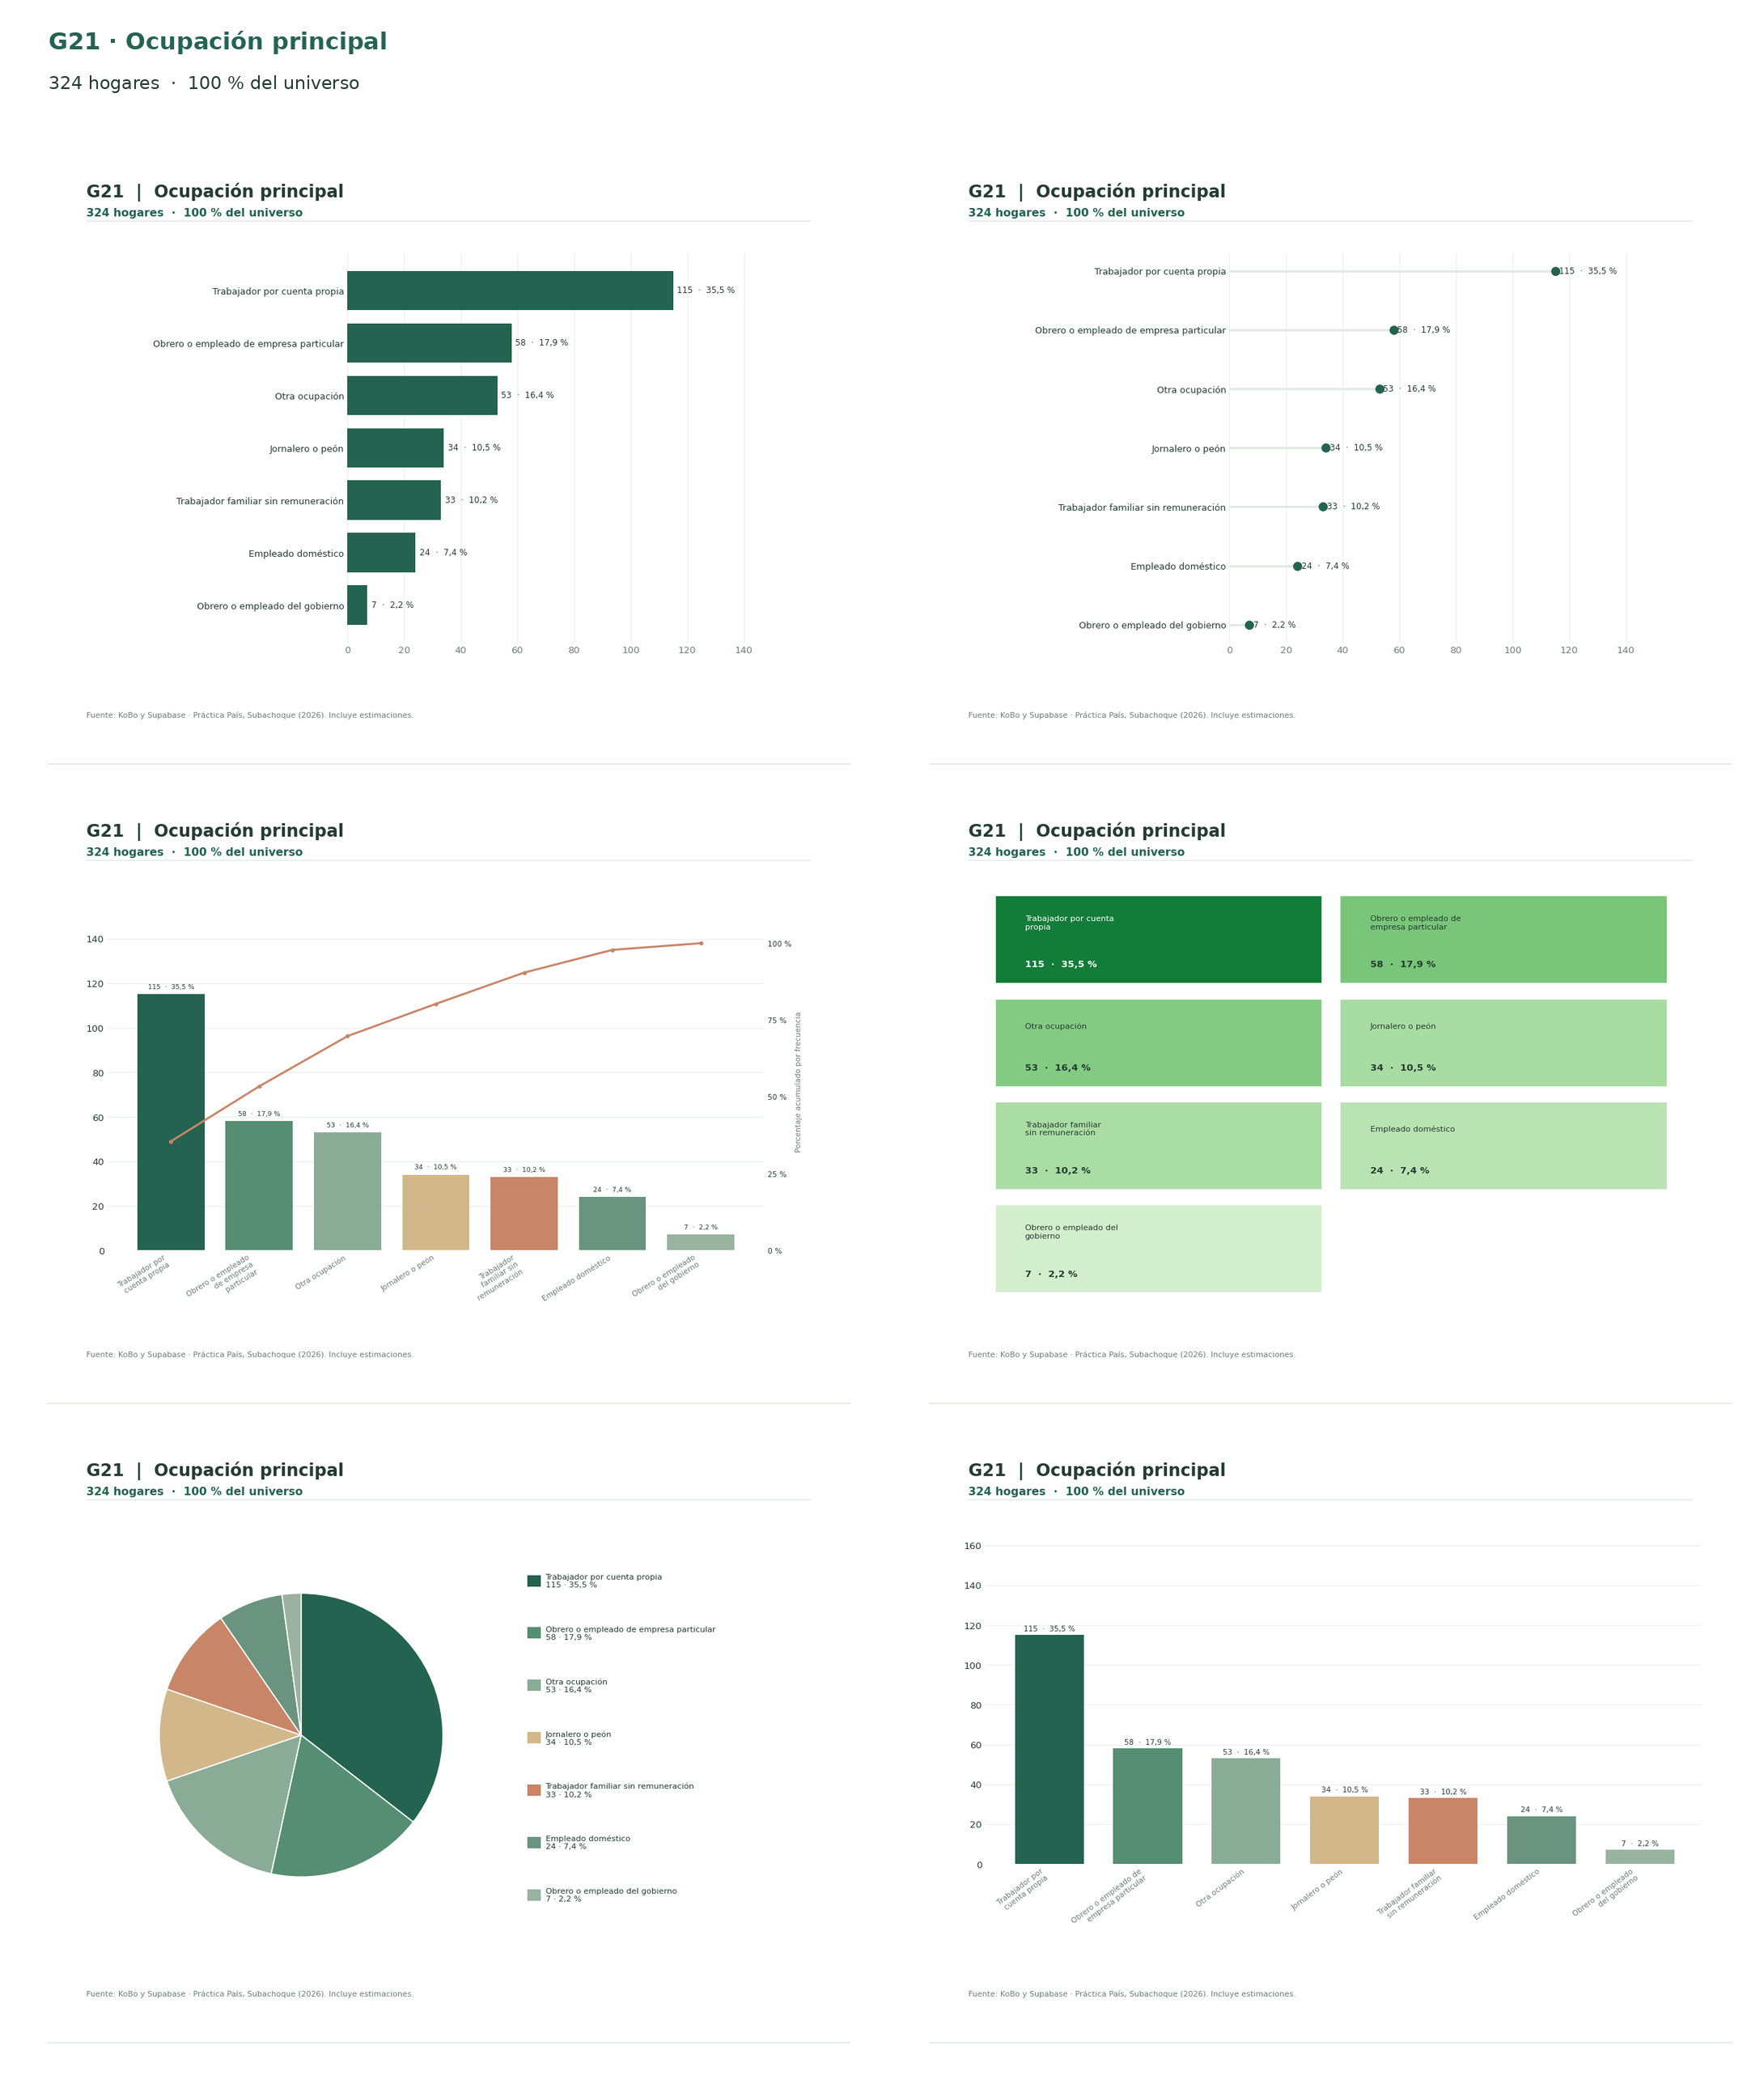 G21 · Ocupación principal
324 hogares · 100 % del universo
G21 | Ocupación principal
324 hogares · 100 % del universo
Trabajador por cuenta propia
115 · 35,5 %
Obrero o empleado de empresa particular
58 · 17,9 %
Otra ocupación
53 · 16,4 %
Jornalero o peón
34 · 10,5 %
Trabajador familiar sin remuneración
33 · 10,2 %
Empleado doméstico
24 · 7,4 %
Obrero o empleado del gobierno
7 · 2,2 %
0 20 40 60 80 100 120 140
Fuente: KoBo y Supabase · Práctica País, Subachoque (2026). Incluye estimaciones.
G21 | Ocupación principal
324 hogares · 100 % del universo
Trabajador por cuenta propia
115 · 35,5 %
Obrero o empleado de empresa particular
58 · 17,9 %
Otra ocupación
53 · 16,4 %
Jornalero o peón
34 · 10,5 %
Trabajador familiar sin remuneración
33 · 10,2 %
Empleado doméstico
24 · 7,4 %
Obrero o empleado del gobierno
7 · 2,2 %
0 20 40 60 80 100 120 140
Fuente: KoBo y Supabase · Práctica País, Subachoque (2026). Incluye estimaciones.
G21 | Ocupación principal
324 hogares · 100 % del universo
140
120
100
80
60
40
20
0
115 · 35,5 %
58 · 17,9 %
53 · 16,4 %
34 · 10,5 %
33 · 10,2 %
24 · 7,4 %
7 · 2,2 %
100 %
75 %
50 %
25 %
0 %
Porcentaje acumulado por frecuencia
Trabajador por
cuenta propia
Obrero o empleado
de empresa
particular
Otra ocupación
Jornalero o peón
Trabajador
familiar sin
remuneración
Empleado doméstico
Obrero o empleado
del gobierno
Fuente: KoBo y Supabase · Práctica País, Subachoque (2026). Incluye estimaciones.
G21 | Ocupación principal
324 hogares · 100 % del universo
Trabajador por cuenta
propia
115 · 35,5 %
Obrero o empleado de
empresa particular
58 · 17,9 %
Otra ocupación
53 · 16,4 %
Jornalero o peón
34 · 10,5 %
Trabajador familiar
sin remuneración
33 · 10,2 %
Empleado doméstico
24 · 7,4 %
Obrero o empleado del
gobierno
7 · 2,2 %
Fuente: KoBo y Supabase · Práctica País, Subachoque (2026). Incluye estimaciones.
G21 | Ocupación principal
324 hogares · 100 % del universo
Trabajador por cuenta propia
115 · 35,5 %
Obrero o empleado de empresa particular
58 · 17,9 %
Otra ocupación
53 · 16,4 %
Jornalero o peón
34 · 10,5 %
Trabajador familiar sin remuneración
33 · 10,2 %
Empleado doméstico
24 · 7,4 %
Obrero o empleado del gobierno
7 · 2,2 %
Fuente: KoBo y Supabase · Práctica País, Subachoque (2026). Incluye estimaciones.
G21 | Ocupación principal
324 hogares · 100 % del universo
160
140
120
100
80
60
40
20
0
115 · 35,5 %
58 · 17,9 %
53 · 16,4 %
34 · 10,5 %
33 · 10,2 %
24 · 7,4 %
7 · 2,2 %
Trabajador por
cuenta propia
Obrero o empleado de
empresa particular
Otra ocupación
Jornalero o peón
Trabajador familiar
sin remuneración
Empleado doméstico
Obrero o empleado
del gobierno
Fuente: KoBo y Supabase · Práctica País, Subachoque (2026). Incluye estimaciones.